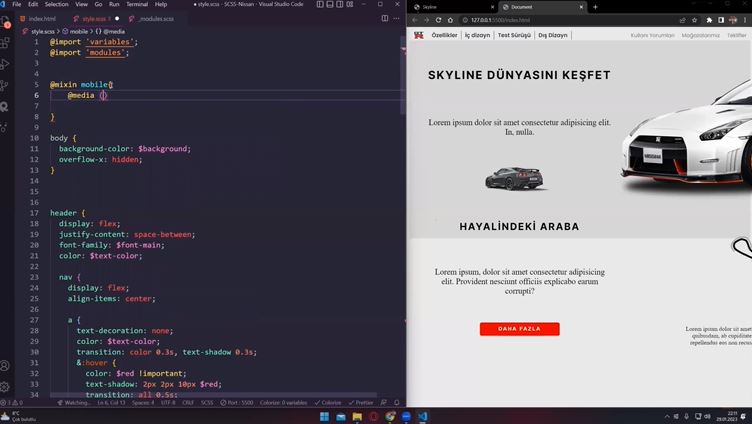 File Edit Selection View Go Run Terminal Help
● style.scss - SCSS-Nissan - Visual Studio Code
index.html
style.scss 3
_modules.scss
style.scss > mobile > {} @media
1 @import 'variables';
2 @import 'modules';
3
4
5 @mixin mobile{
6 @media ()
7
8 }
9
10 body {
11 background-color: $background;
12 overflow-x: hidden;
13 }
14
15
16
17 header {
18 display: flex;
19 justify-content: space-between;
20 font-family: $font-main;
21 color: $text-color;
22
23 nav {
24 display: flex;
25 align-items: center;
26
27 a {
28 text-decoration: none;
29 color: $text-color;
30 transition: color 0.3s, text-shadow 0.3s;
31 &:hover {
32 color: $red !important;
33 text-shadow: 2px 2px 10px $red;
34 transition: all 0.5s;
3 0 Watching... Ln 6, Col 13 Spaces: 4 UTF-8 CRLF SCSS Port : 5500 Colorize: 0 variables Colorize Prettier
Skyline
Document
127.0.0.1:5500/index.html
Özellikler İç dizayn Test Sürüşü Dış Dizayn
Kullanı Yorumları Mağazalarımız Teklifler
SKYLINE DÜNYASINI KEŞFET
Lorem ipsum dolor sit amet consectetur adipisicing elit.
In, nulla.
HAYALİNDEKİ ARABA
Lorem ipsum, dolor sit amet consectetur adipisicing
elit. Provident nesciunt officiis explicabo earum
corrupti?
DAHA FAZLA
Lorem ipsum dolor sit amet
quibusdam, ab cupiditate
repellendus non recus
8°C
Çok bulutlu
22:11
29.01.2023